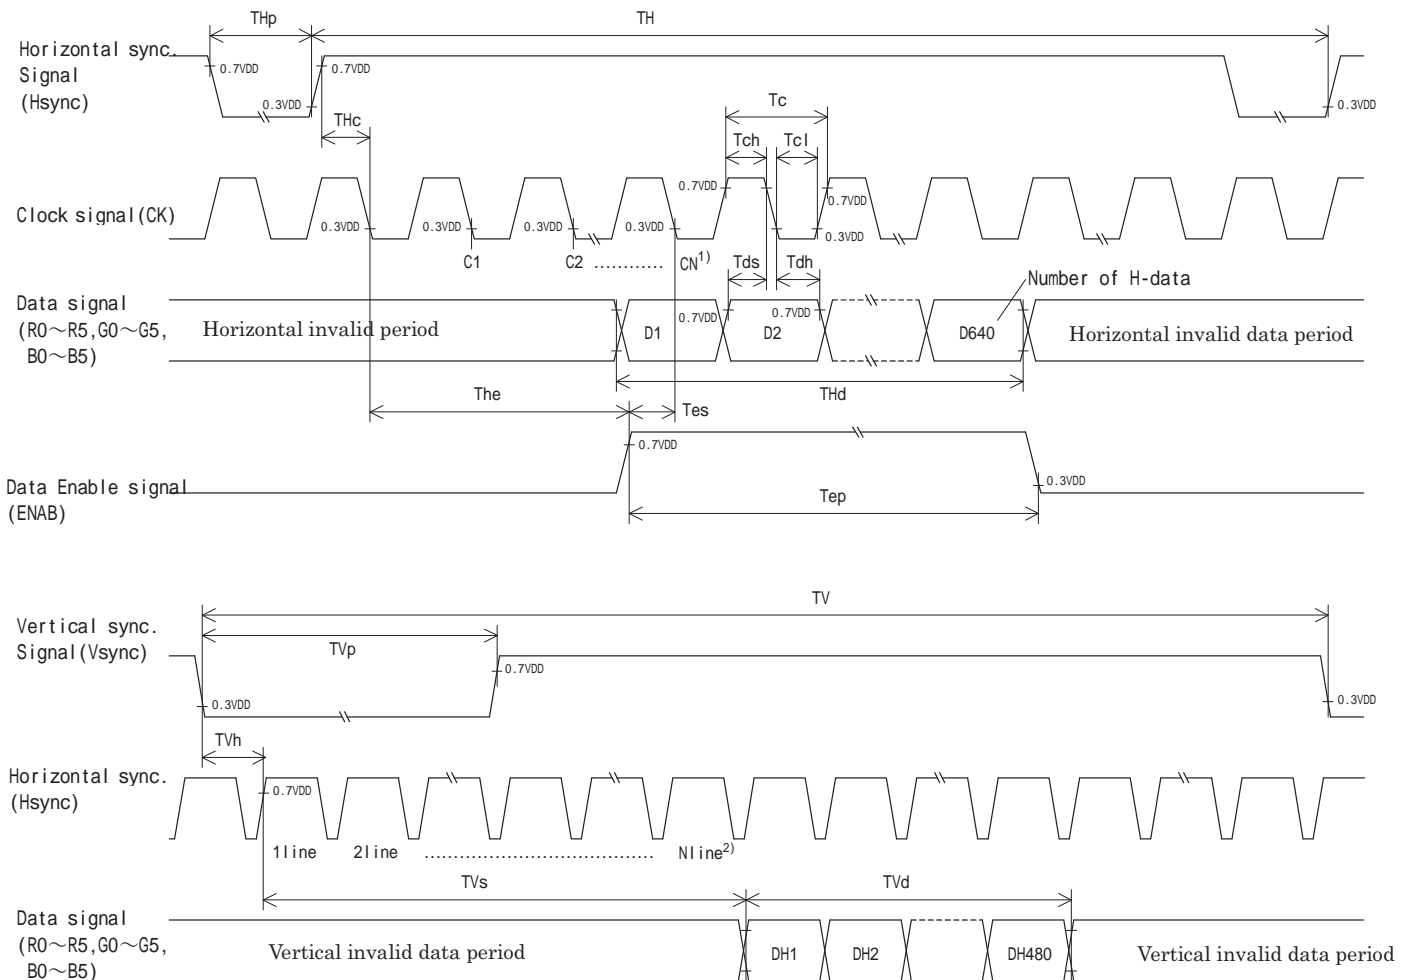 THp
TH
Horizontal sync.
Signal
(Hsync)
0.7VDD
0.7VDD
0.3VDD
0.3VDD
THc
Tc
Tch
Tcl
Clock signal(CK)
0.7VDD
0.7VDD
0.3VDD
0.3VDD
0.3VDD
0.3VDD
0.3VDD
C1
C2 ............ CN1)
Tds
Tdh
Number of H-data
Data signal
(R0～R5,G0～G5,
B0～B5)
Horizontal invalid period
D1
0.7VDD
D2
0.7VDD
D640
Horizontal invalid data period
THd
The
Tes
0.7VDD
Data Enable signal
(ENAB)
0.3VDD
Tep
TV
Vertical sync.
Signal(Vsync)
TVp
0.7VDD
0.3VDD
0.3VDD
TVh
Horizontal sync.
(Hsync)
0.7VDD
1line 2line ...................................... Nline2)
TVs
TVd
Data signal
(R0～R5,G0～G5,
B0～B5)
Vertical invalid data period
DH1
DH2
DH480
Vertical invalid data period